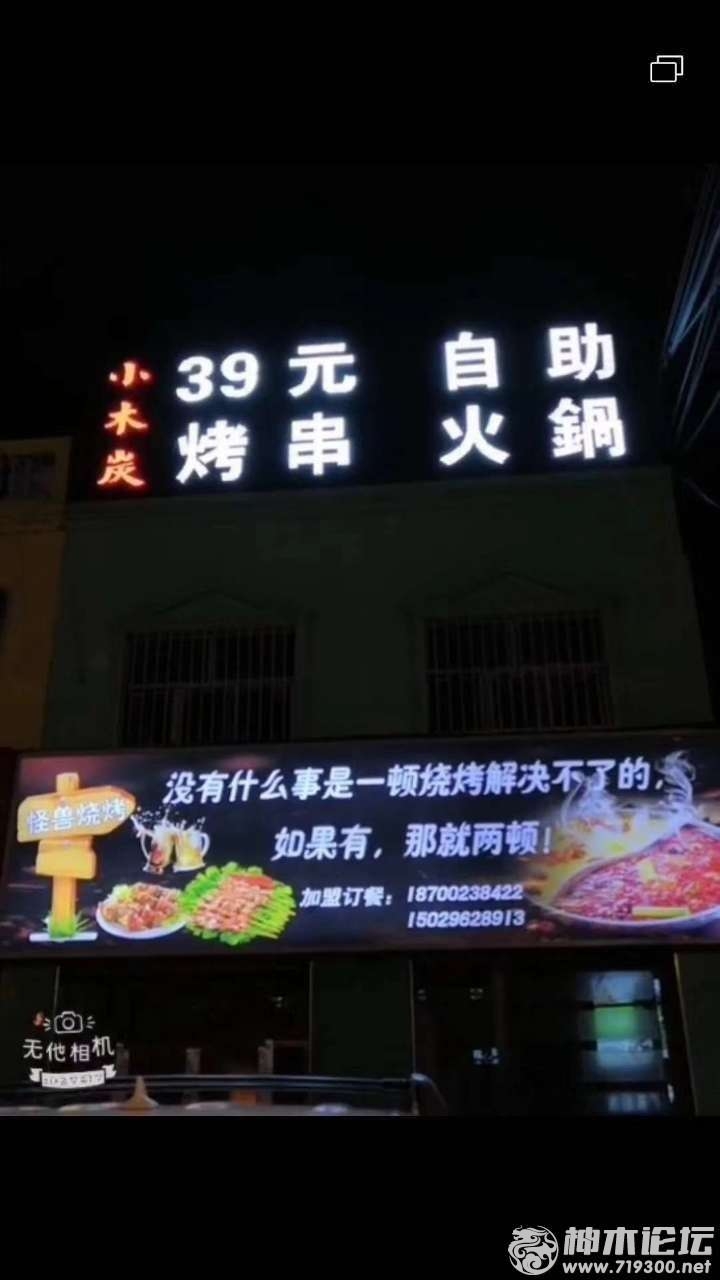 小木炭
39元 自助
烤串 火鍋
怪兽烧烤
没有什么事是一顿烧烤解决不了的，
如果有，那就两顿！
加盟订餐：18700238422
15029628913
无他相机
神木论坛
www.719300.net